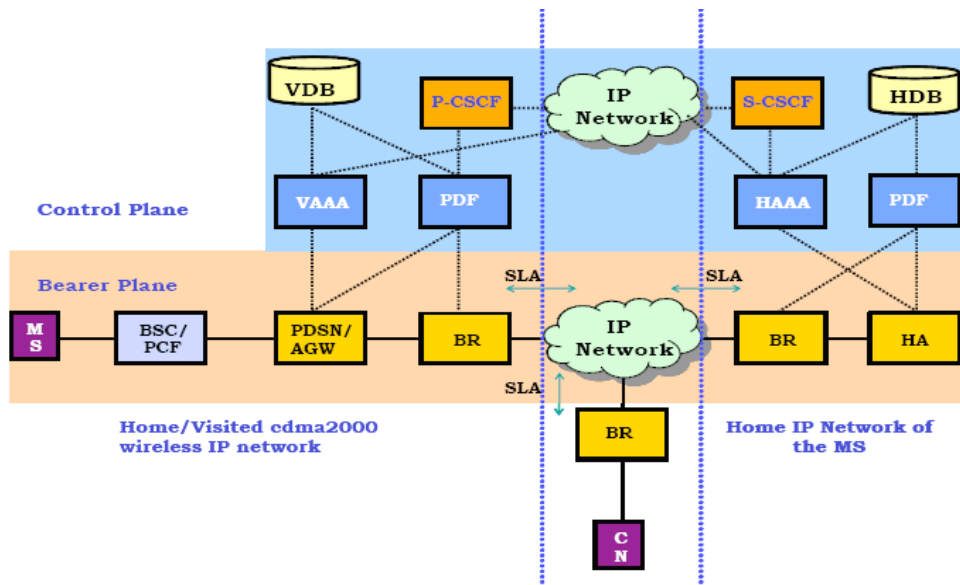 VDB
P-CSCF
IP
Network
S-CSCF
HDB
VAAA
PDF
HAAA
PDF
Control Plane
Bearer Plane
SLA
SLA
M
S
BSC/
PCF
PDSN/
AGW
BR
IP
Network
BR
HA
SLA
Home/Visited cdma2000
wireless IP network
BR
Home IP Network of
the MS
C
N